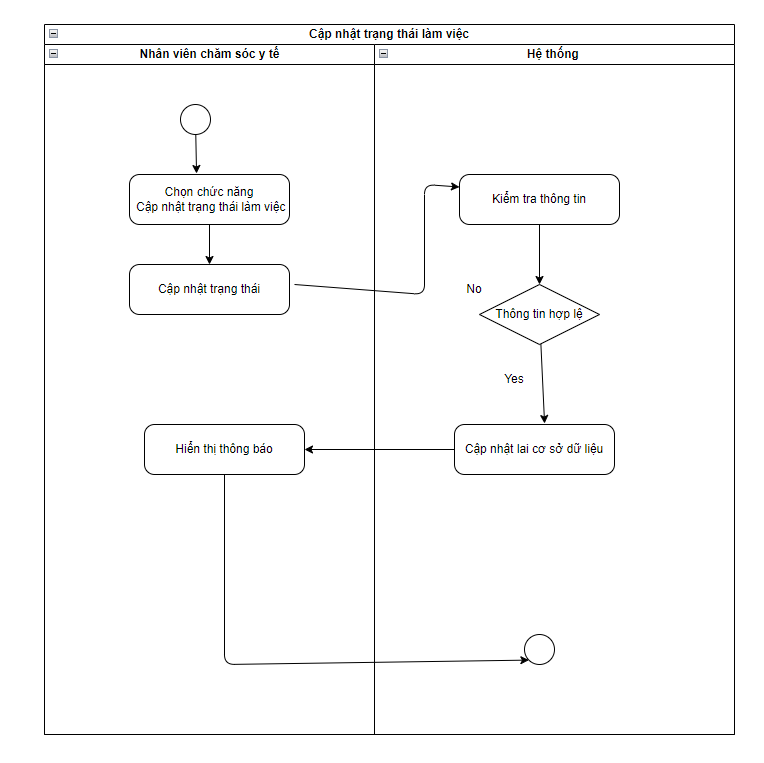 Cập nhật trạng thái làm việc
Nhân viên chăm sóc y tế
Hệ thống
Chọn chức năng
Cập nhật trạng thái làm việc
Kiểm tra thông tin
Cập nhật trạng thái
No
Thông tin hợp lệ
Yes
Hiển thị thông báo
Cập nhật lai cơ sở dữ liệu